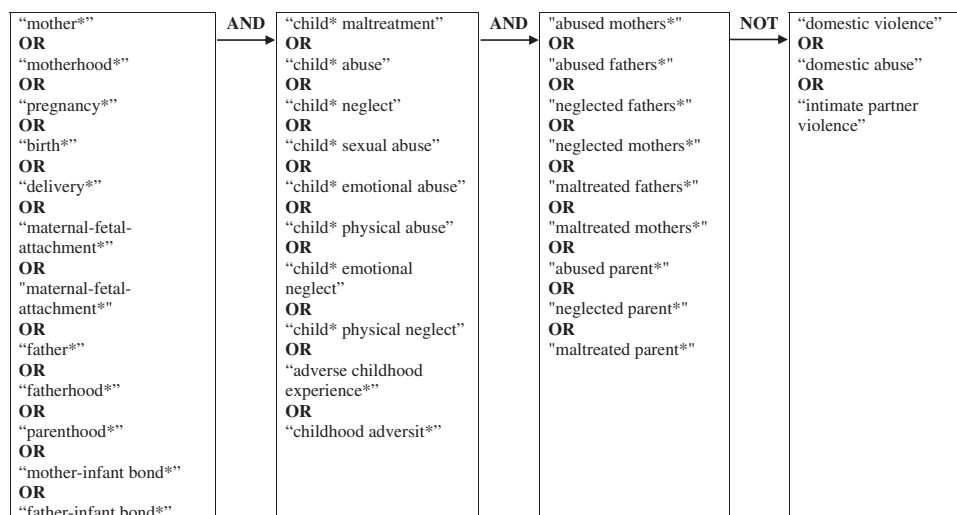 “mother*”
OR
“motherhood*”
OR
“pregnancy*”
OR
“birth*”
OR
“delivery*”
OR
“maternal-fetal-
attachment*”
OR
"maternal-fetal-
attachment*"
OR
“father*”
OR
“fatherhood*”
OR
“parenthood*”
OR
“mother-infant bond*”
OR
“father-infant bond*”
AND
“child* maltreatment”
OR
“child* abuse”
OR
“child* neglect”
OR
“child* sexual abuse”
OR
“child* emotional abuse”
OR
“child* physical abuse”
OR
“child* emotional
neglect”
OR
“child* physical neglect”
OR
“adverse childhood
experience*”
OR
“childhood adversit*”
AND
"abused mothers*"
OR
"abused fathers*"
OR
"neglected fathers*"
OR
"neglected mothers*"
OR
"maltreated fathers*"
OR
"maltreated mothers*"
OR
"abused parent*"
OR
"neglected parent*"
OR
"maltreated parent*"
NOT
“domestic violence”
OR
“domestic abuse”
OR
“intimate partner
violence”